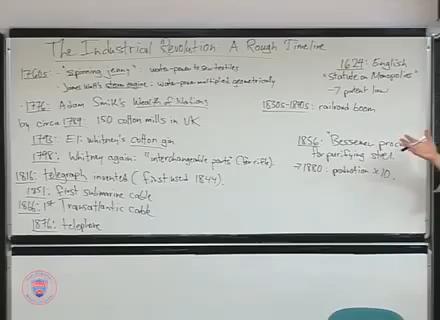 The Industrial Revolution A Rough Timeline
1760s: "spinning jenny": water-power to textiles
James Watt's steam engine: water-power multiplied geometrically
1776: Adam Smith's Wealth of Nations
by circa 1789: 150 cotton mills in UK
1793: Eli Whitney's cotton gin
1798: Whitney again: "interchangeable parts" (for rifle).
1816: telegraph invented (first used 1844).
1851: first submarine cable
1866: 1st Transatlantic cable
1876: telephone
1624: English
"Statute on Monopolies"
→ patent law
1830s-1890s: railroad boom
1856: "Bessemer proc
for purifying steel.
→ 1880: production x 10.